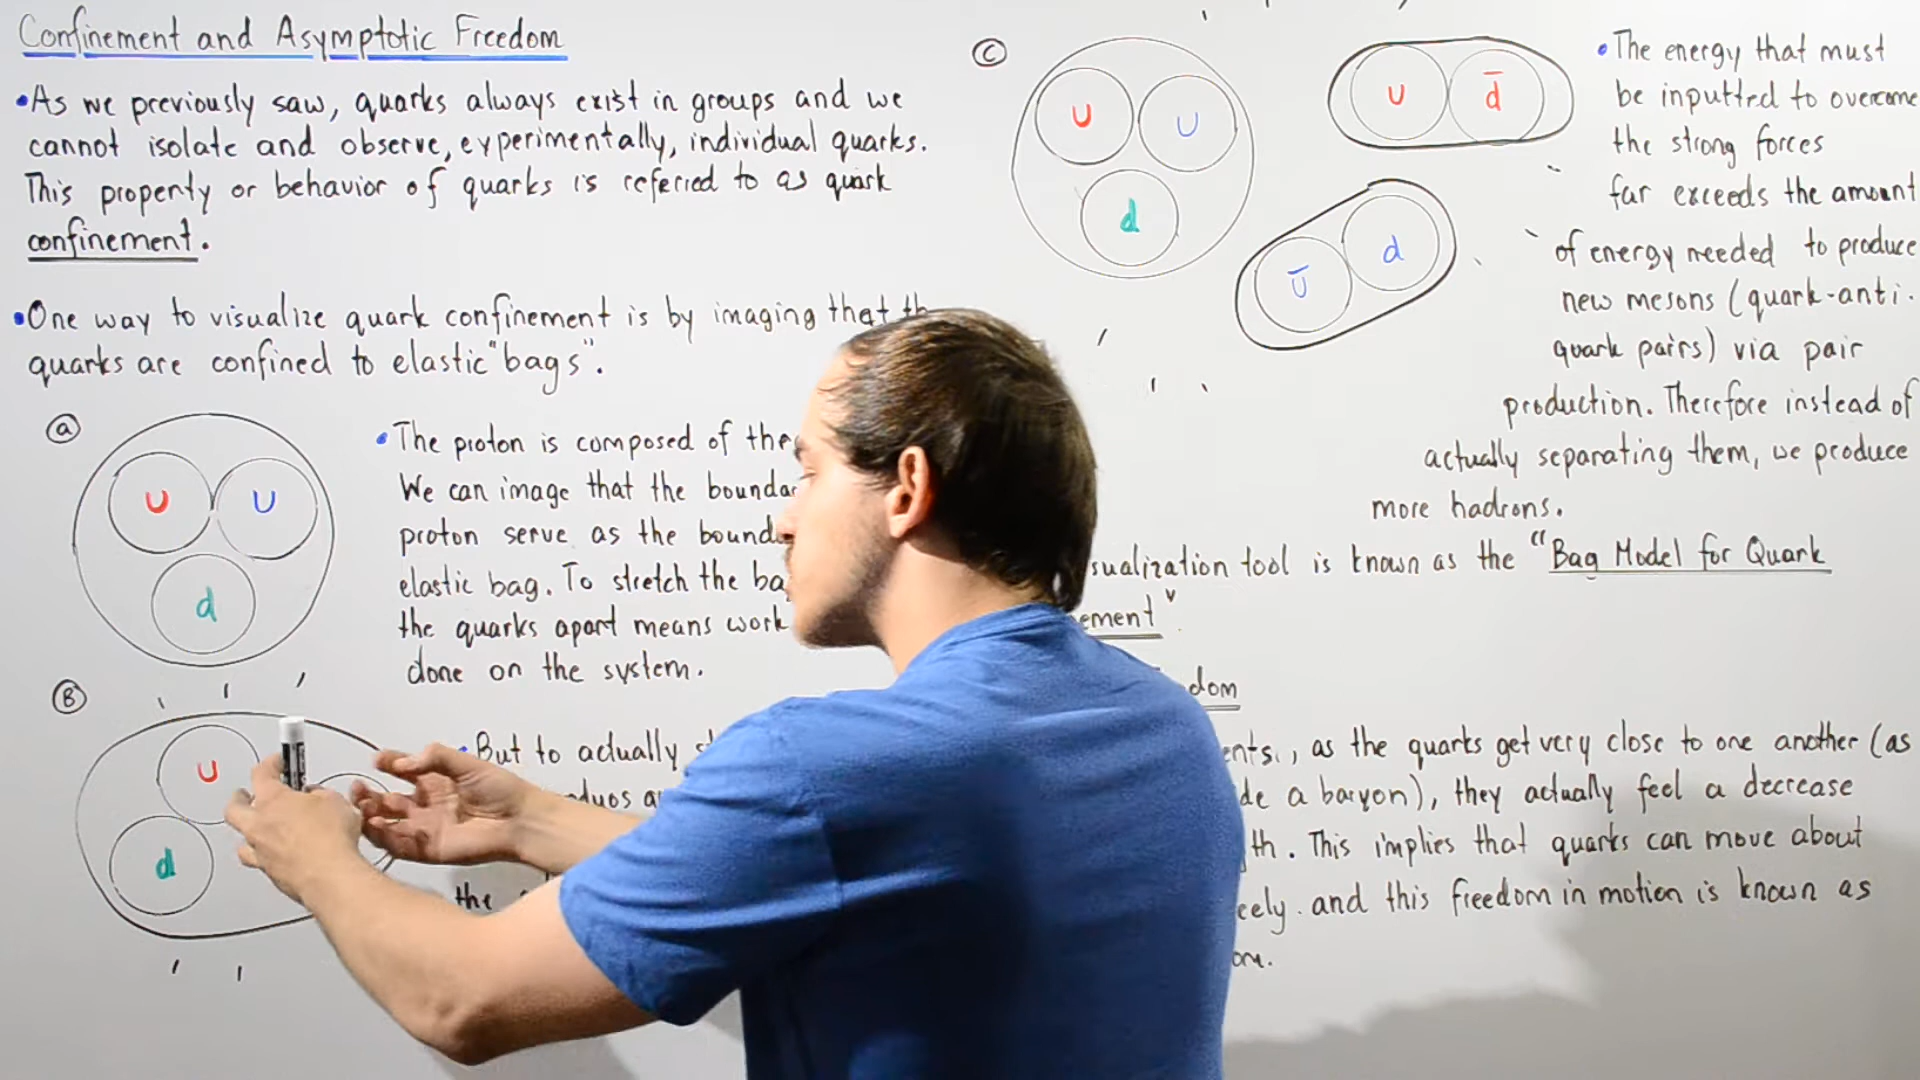 Confinement and Asymptotic Freedom
•As we previously saw, quarks always exist in groups and we
cannot isolate and observe, experimentally, individual quarks.
This property or behavior of quarks is referred to as quark
confinement.
•One way to visualize quark confinement is by imaging that
quarks are confined to elastic "bags".
a
U
U
d
•The proton is composed of
We can image that the
proton serve as the
elastic bag. To stretch the
the quarks apart means work
done on the system.
B
U
d
•But to actually
the
C
U
U
d
U
d̄
Ū
d
•The energy that must
be inputted to overcome
the strong forces
far exceeds the amount
of energy needed to produce
new mesons (quark-anti-
quark pairs) via pair
production. Therefore instead of
actually separating them, we produce
more hadrons.
tool is known as the "Bag Model for Quark
"
, as the quarks get very close to one another (as
a baryon), they actually feel a decrease
. This implies that quarks can move about
. and this freedom in motion is known as